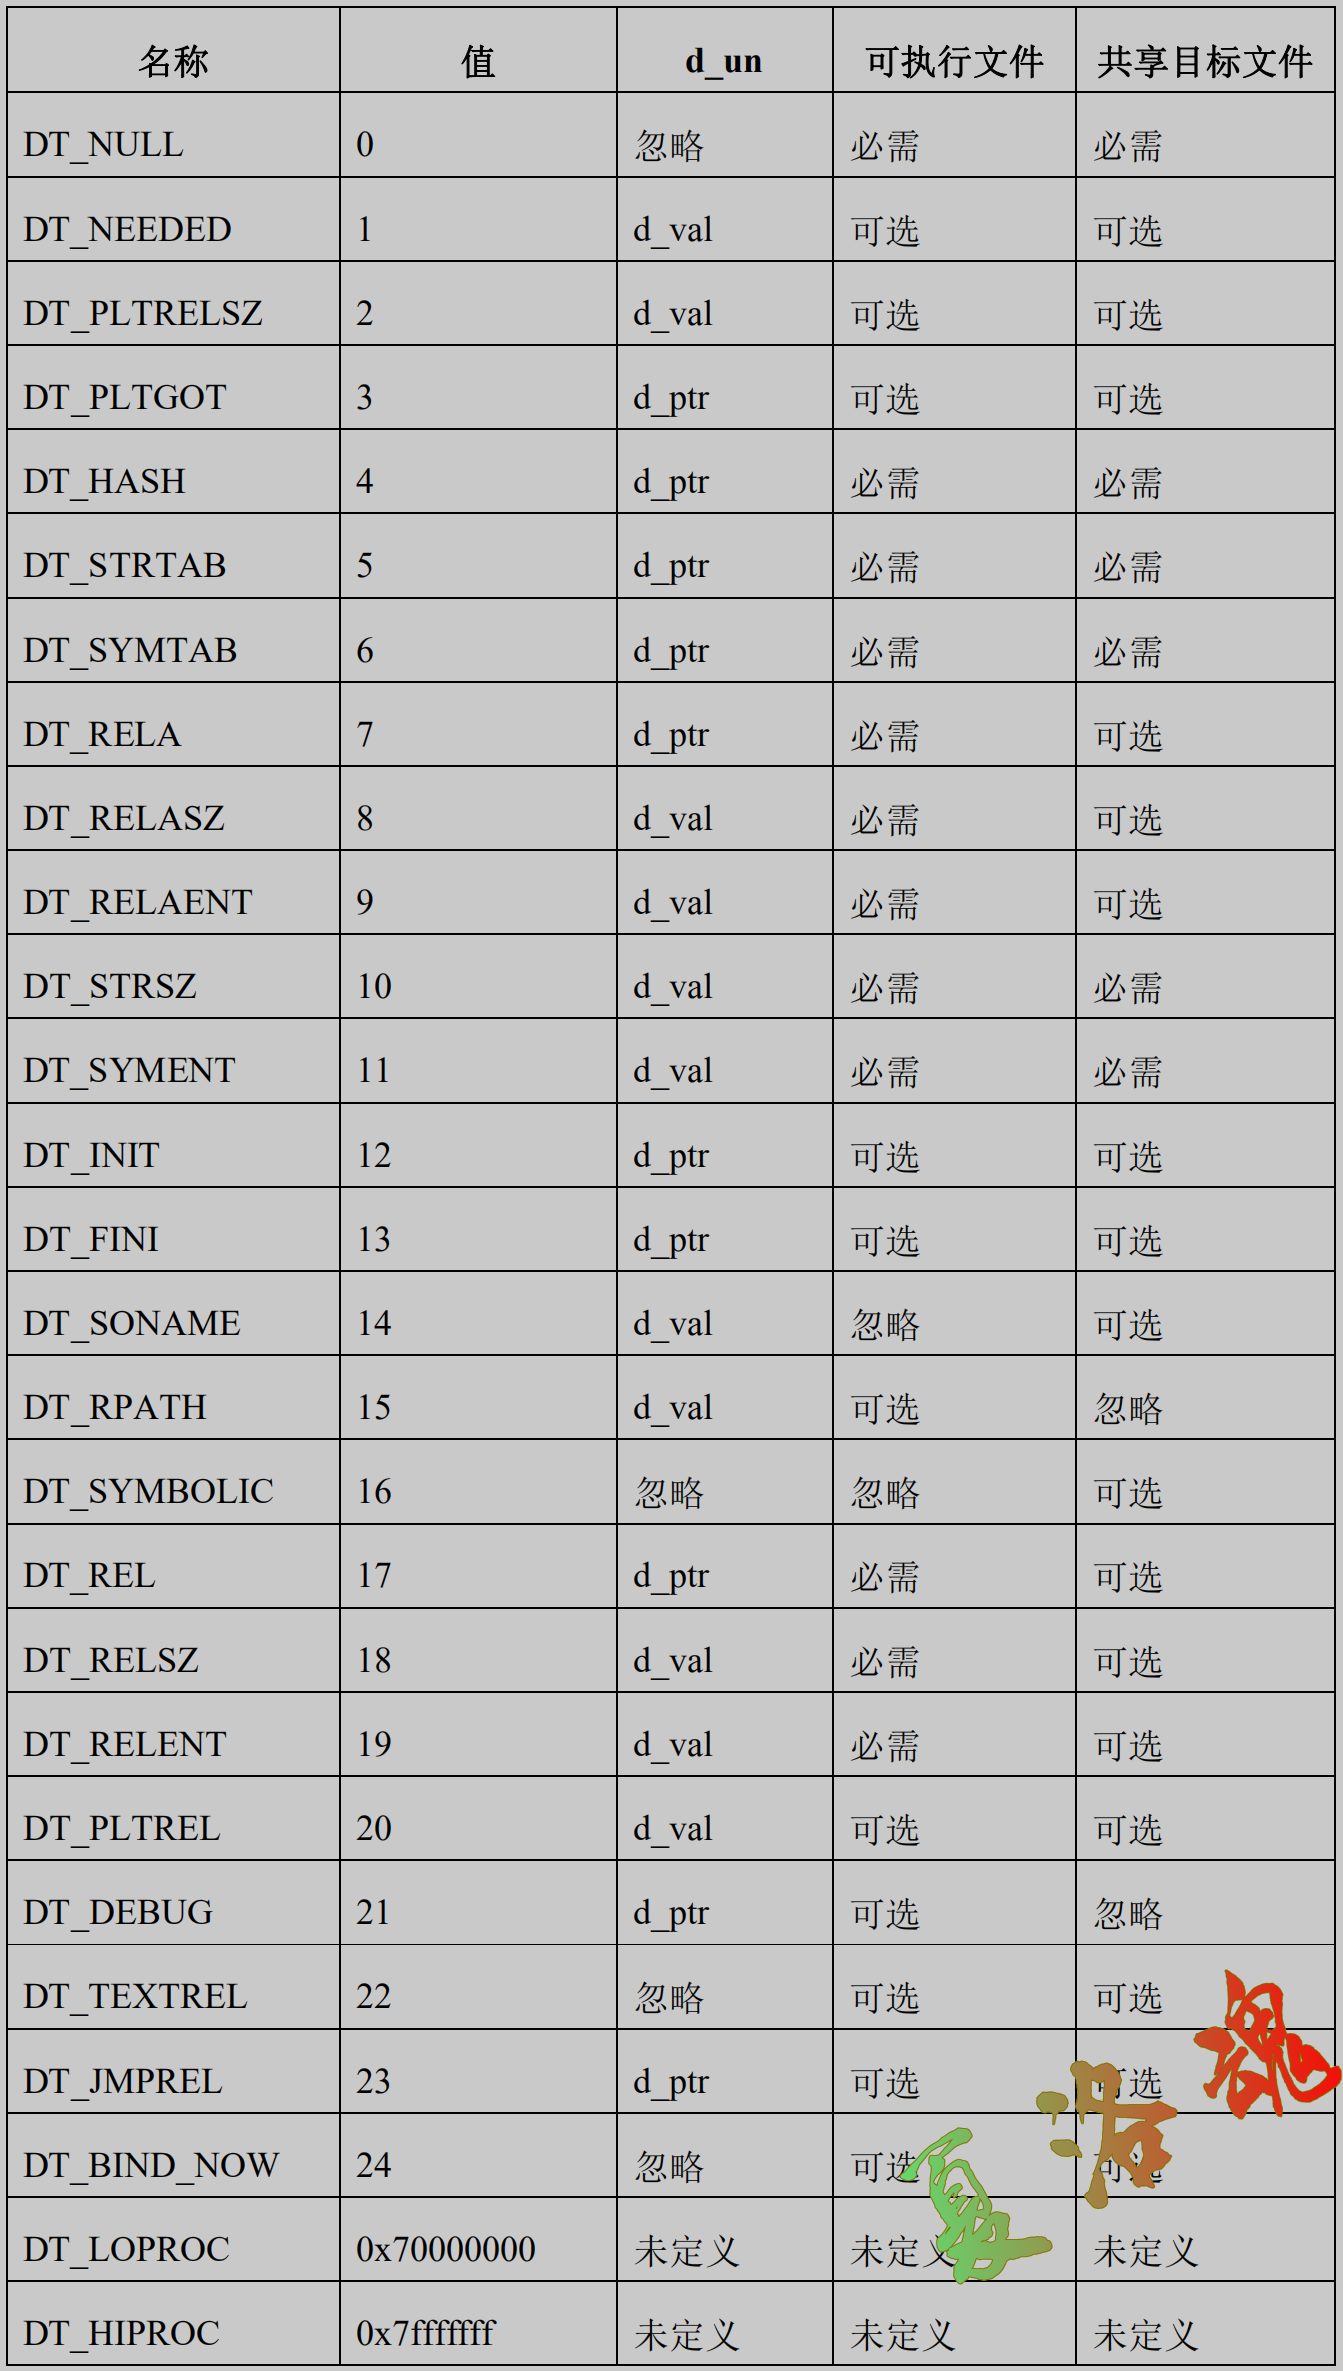 名称 值 d_un 可执行文件 共享目标文件
DT_NULL 0 忽略 必需 必需
DT_NEEDED 1 d_val 可选 可选
DT_PLTRELSZ 2 d_val 可选 可选
DT_PLTGOT 3 d_ptr 可选 可选
DT_HASH 4 d_ptr 必需 必需
DT_STRTAB 5 d_ptr 必需 必需
DT_SYMTAB 6 d_ptr 必需 必需
DT_RELA 7 d_ptr 必需 可选
DT_RELASZ 8 d_val 必需 可选
DT_RELAENT 9 d_val 必需 可选
DT_STRSZ 10 d_val 必需 必需
DT_SYMENT 11 d_val 必需 必需
DT_INIT 12 d_ptr 可选 可选
DT_FINI 13 d_ptr 可选 可选
DT_SONAME 14 d_val 忽略 可选
DT_RPATH 15 d_val 可选 忽略
DT_SYMBOLIC 16 忽略 忽略 可选
DT_REL 17 d_ptr 必需 可选
DT_RELSZ 18 d_val 必需 可选
DT_RELENT 19 d_val 必需 可选
DT_PLTREL 20 d_val 可选 可选
DT_DEBUG 21 d_ptr 可选 忽略
DT_TEXTREL 22 忽略 可选 可选
DT_JMPREL 23 d_ptr 可选 可选
DT_BIND_NOW 24 忽略 可选 可选
DT_LOPROC 0x70000000 未定义 未定义 未定义
DT_HIPROC 0x7fffffff 未定义 未定义 未定义